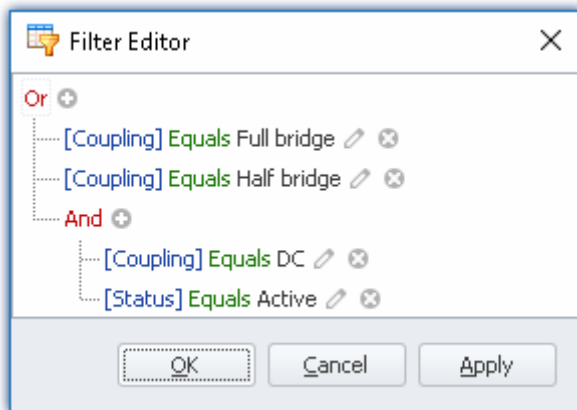 Filter Editor
Or
[Coupling] Equals Full bridge
[Coupling] Equals Half bridge
And
[Coupling] Equals DC
[Status] Equals Active
OK Cancel Apply